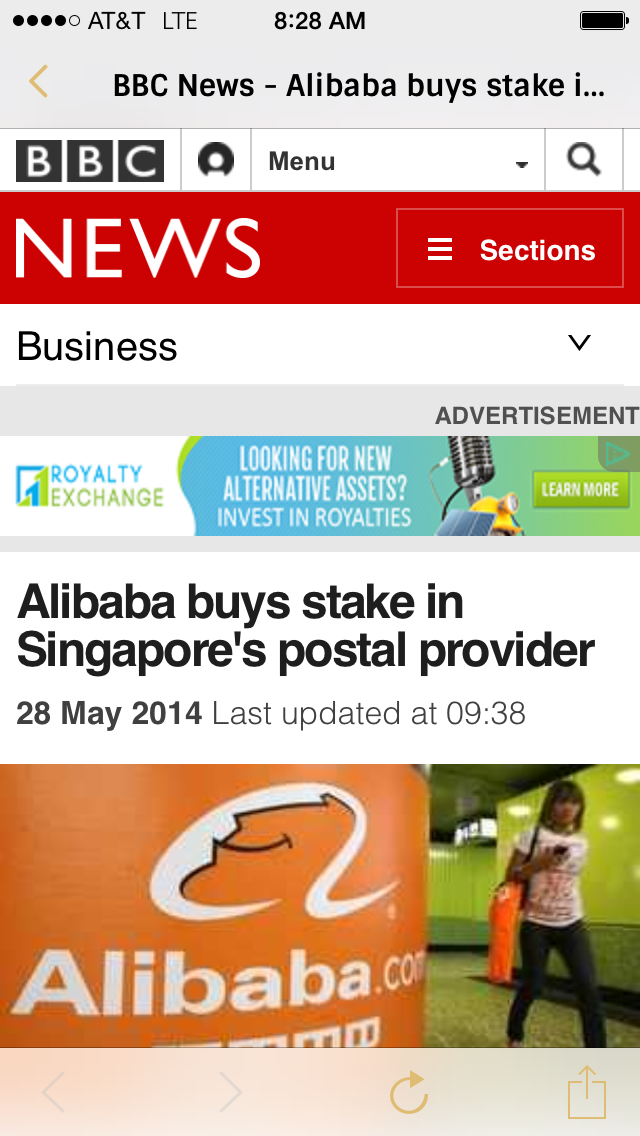 AT&T LTE 8:28 AM
BBC News - Alibaba buys stake i...
BBC Menu
NEWS Sections
Business
ADVERTISEMENT
ROYALTY
EXCHANGE
LOOKING FOR NEW
ALTERNATIVE ASSETS?
INVEST IN ROYALTIES
LEARN MORE
Alibaba buys stake in
Singapore's postal provider
28 May 2014 Last updated at 09:38
Alibaba.com